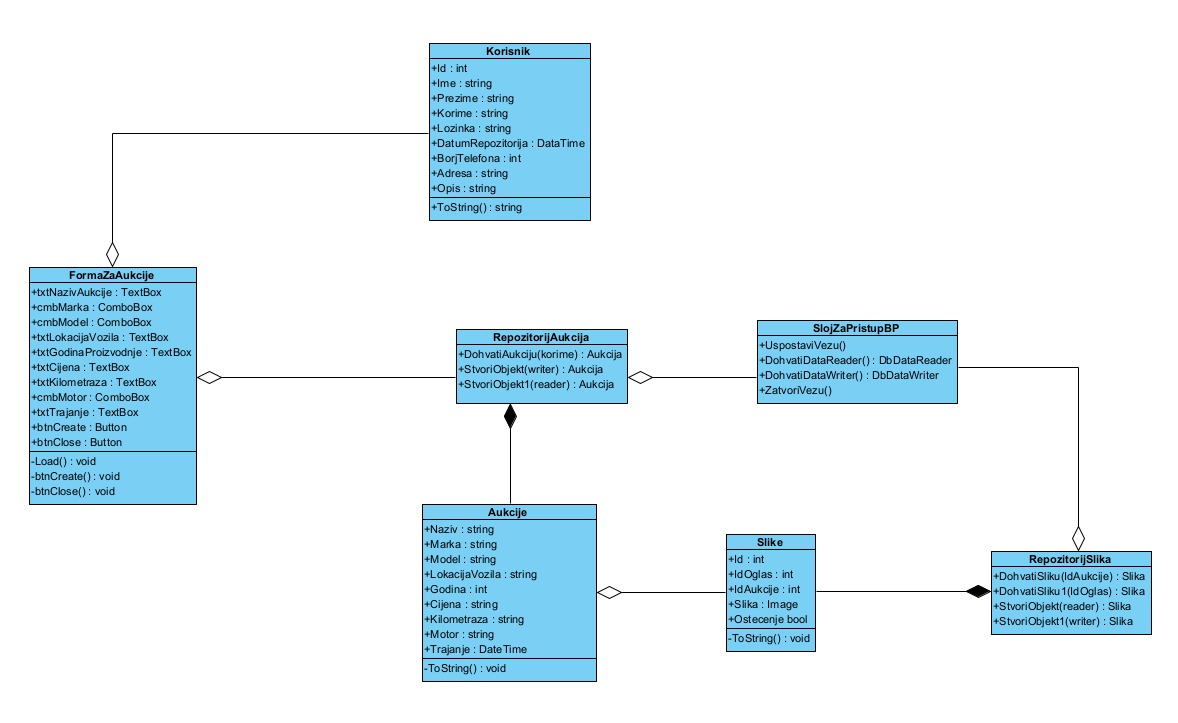 Korisnik
+Id : int
+Ime : string
+Prezime : string
+Korime : string
+Lozinka : string
+DatumRepozitorija : DataTime
+BorjTelefona : int
+Adresa : string
+Opis : string
+ToString() : string
FormaZaAukcije
+txtNazivAukcije : TextBox
+cmbMarka : ComboBox
+cmbModel : ComboBox
+txtLokacijaVozila : TextBox
+txtGodinaProizvodnje : TextBox
+txtCijena : TextBox
+txtKilometraza : TextBox
+cmbMotor : ComboBox
+txtTrajanje : TextBox
+btnCreate : Button
+btnClose : Button
-Load() : void
-btnCreate() : void
-btnClose() : void
RepozitorijAukcija
+DohvatiAukciju(korime) : Aukcija
+StvoriObjekt(writer) : Aukcija
+StvoriObjekt1(reader) : Aukcija
SlojZaPristupBP
+UspostaviVezu()
+DohvatiDataReader() : DbDataReader
+DohvatiDataWriter() : DbDataWriter
+ZatvoriVezu()
Aukcije
+Naziv : string
+Marka : string
+Model : string
+LokacijaVozila : string
+Godina : int
+Cijena : string
+Kilometraza : string
+Motor : string
+Trajanje : DateTime
-ToString() : void
Slike
+Id : int
+IdOglas : int
+IdAukcije : int
+Slika : Image
+Ostecenje bool
-ToString() : void
RepozitorijSlika
+DohvatiSliku(IdAukcije) : Slika
+DohvatiSliku1(IdOglas) : Slika
+StvoriObjekt(reader) : Slika
+StvoriObjekt1(writer) : Slika